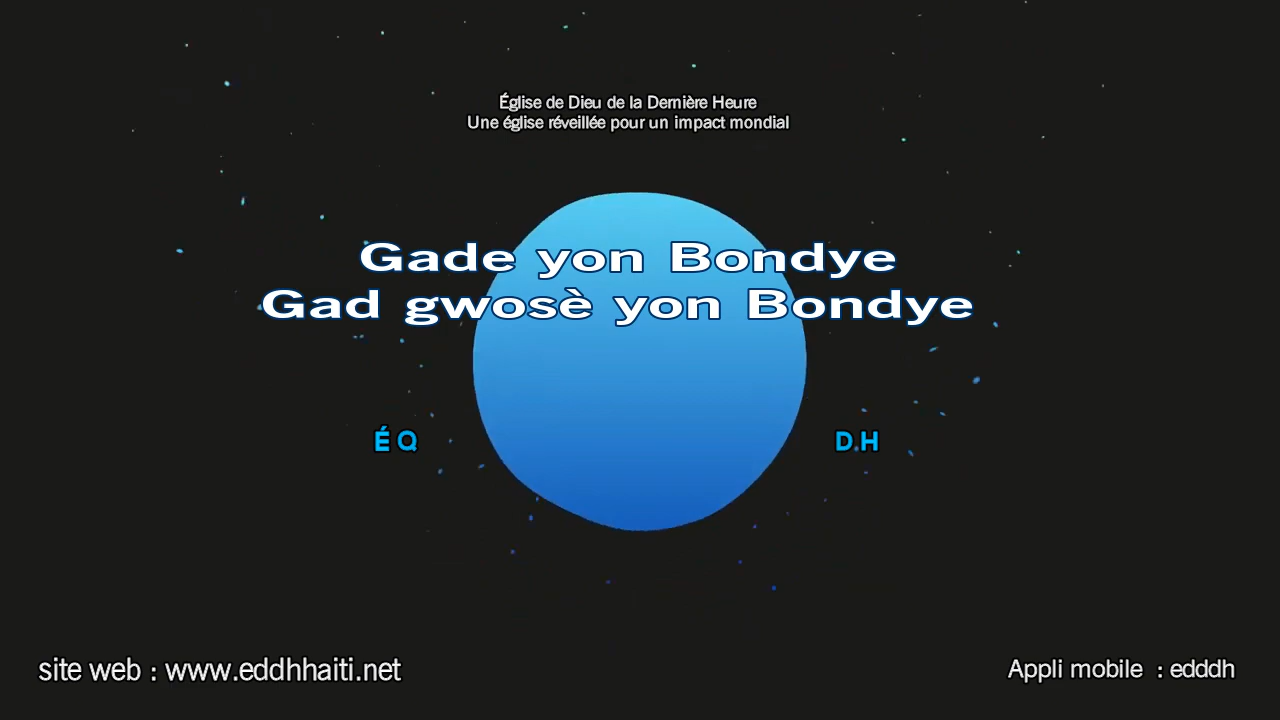 Église de Dieu de la Dernière Heure
Une église réveillée pour un impact mondial
Gade yon Bondye
Gad gwosè yon Bondye
É Q D.H
site web : www.eddhhaiti.net
Appli mobile : edddh